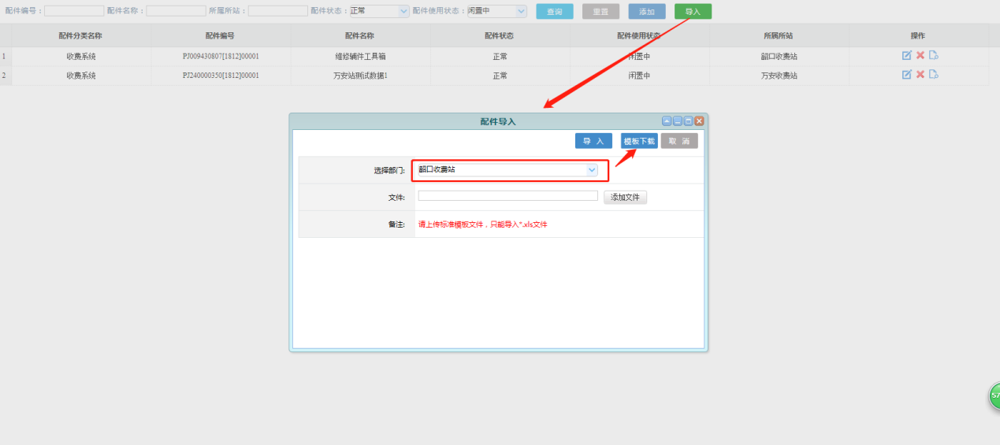 配件编号： 配件名称： 所属所站： 配件状态：正常 配件使用状态：闲置中 查询 重置 添加 导入
配件分类名称 配件编号 配件名称 配件状态 配件使用状态 所属所站 操作
1 收费系统 PJ009430807[1812]00001 维修辅件工具箱 正常 闲置中 韶口收费站
2 收费系统 PJ240000350[1812]00001 万安站测试数据1 正常 闲置中 万安收费站
配件导入
导 入 模板下载 取 消
选择部门: 韶口收费站
文件: 添加文件
备注: 请上传标准模板文件，只能导入*.xls文件
57